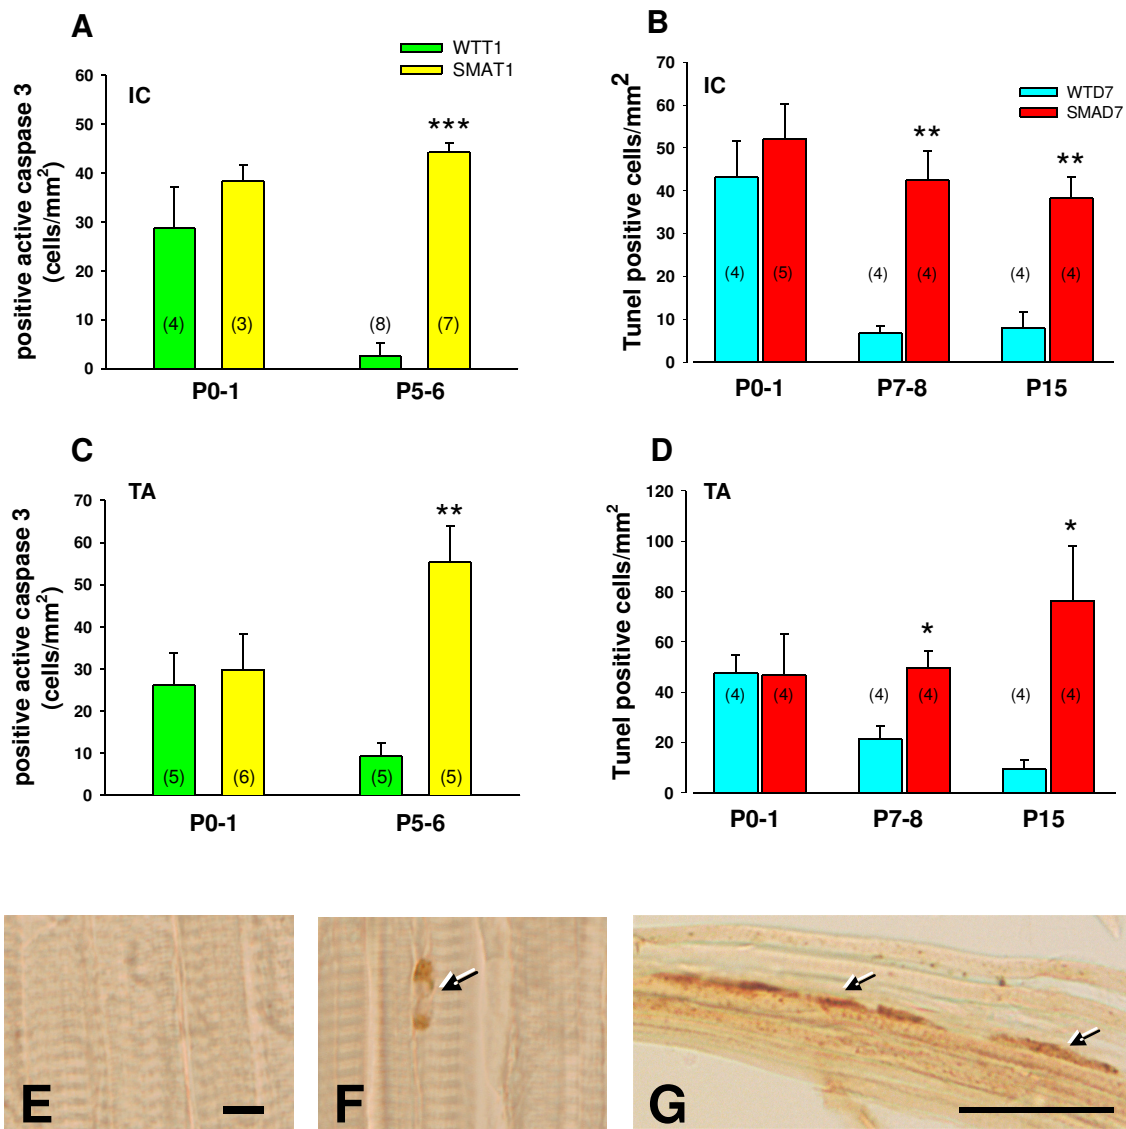 A
WTT1
SMAT1
positive active caspase 3
(cells/mm2)
60
50
40
30
20
10
0
IC
***
(4)
(3)
(8)
(7)
P0-1
P5-6
B
WTD7
SMAD7
Tunel positive cells/mm2
70
60
50
40
30
20
10
0
IC
**
**
(4)
(5)
(4)
(4)
(4)
(4)
P0-1
P7-8
P15
C
positive active caspase 3
(cells/mm2)
70
60
50
40
30
20
10
0
TA
**
(5)
(6)
(5)
(5)
P0-1
P5-6
D
Tunel positive cells/mm2
120
100
80
60
40
20
0
TA
*
*
(4)
(4)
(4)
(4)
(4)
(4)
P0-1
P7-8
P15
E
F
G